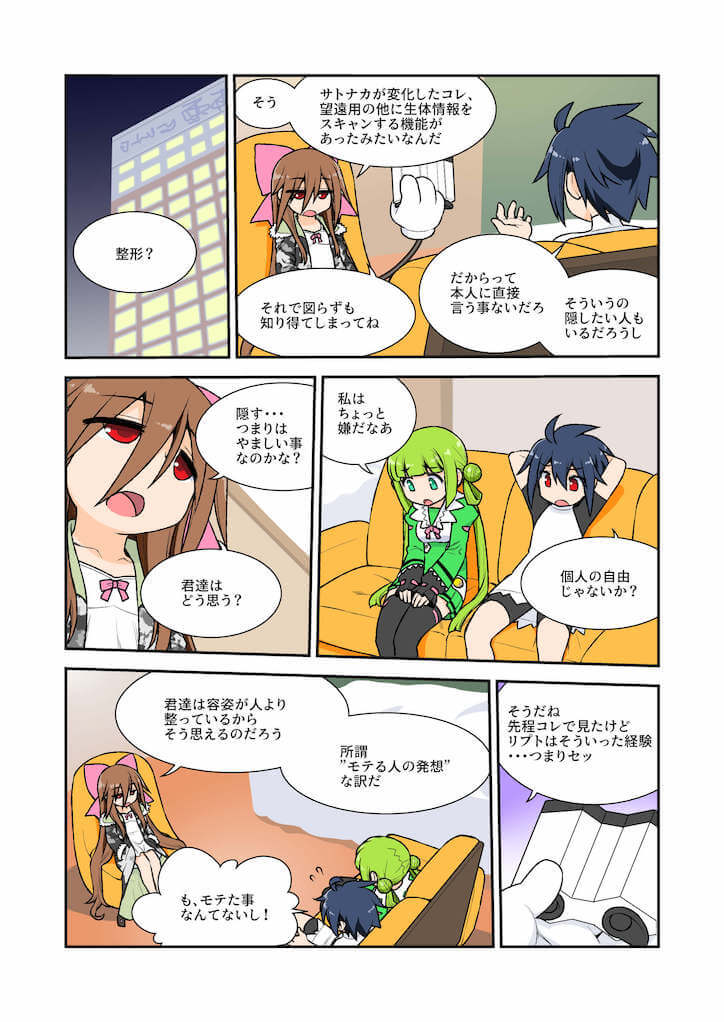 整形？
そう
サトナカが変化したコレ、
望遠用の他に生体情報を
スキャンする機能が
あったみたいなんだ
それで図らずも
知り得てしまってね
だからって
本人に直接
言う事ないだろ
そういうの
隠したい人も
いるだろうし
隠す・・・
つまりは
やましい事
なのかな？
君達は
どう思う？
私は
ちょっと
嫌だなあ
個人の自由
じゃないか？
君達は容姿が人より
整っているから
そう思えるのだろう
所謂
”モテる人の発想”
な訳だ
も、モテた事
なんてないし！
そうだね
先程コレで見たけど
リプトはそういった経験
・・・つまりセッ